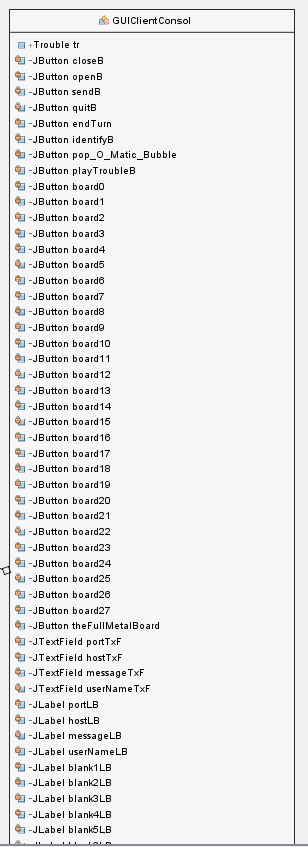 GUIClientConsol
+Trouble tr
-JButton closeB
-JButton openB
-JButton sendB
-JButton quitB
-JButton endTurn
-JButton identifyB
-JButton pop_O_Matic_Bubble
-JButton playTroubleB
-JButton board0
-JButton board1
-JButton board2
-JButton board3
-JButton board4
-JButton board5
-JButton board6
-JButton board7
-JButton board8
-JButton board9
-JButton board10
-JButton board11
-JButton board12
-JButton board13
-JButton board14
-JButton board15
-JButton board16
-JButton board17
-JButton board18
-JButton board19
-JButton board20
-JButton board21
-JButton board22
-JButton board23
-JButton board24
-JButton board25
-JButton board26
-JButton board27
-JButton theFullMetalBoard
-JTextField portTxF
-JTextField hostTxF
-JTextField messageTxF
-JTextField userNameTxF
-JLabel portLB
-JLabel hostLB
-JLabel messageLB
-JLabel userNameLB
-JLabel blank1LB
-JLabel blank2LB
-JLabel blank3LB
-JLabel blank4LB
-JLabel blank5LB